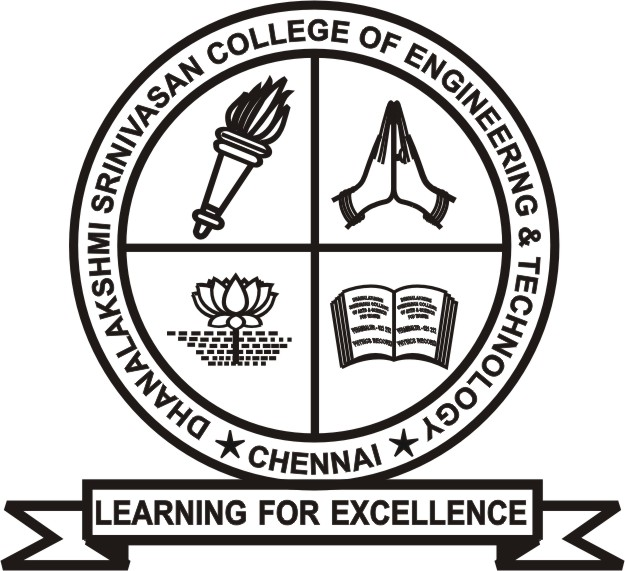 DHANALAKSHMI SRINIVASAN COLLEGE OF ENGINEERING & TECHNOLOGY
CHENNAI
LEARNING FOR EXCELLENCE